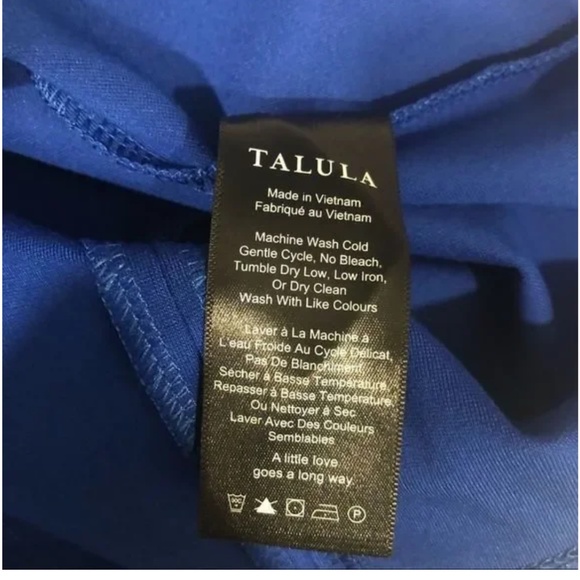 TALULA
Made in Vietnam
Fabriqué au Vietnam
Machine Wash Cold
Gentle Cycle, No Bleach,
Tumble Dry Low, Low Iron,
Or Dry Clean
Wash With Like Colours
Laver à La Machine à
L'eau Froide Au Cycle Délicat,
Pas De Blanchiment
Sécher à Basse Température,
Repasser à Basse Température,
Ou Nettoyer à Sec
Laver Avec Des Couleurs
Semblables
A little love
goes a long way.
30C
P